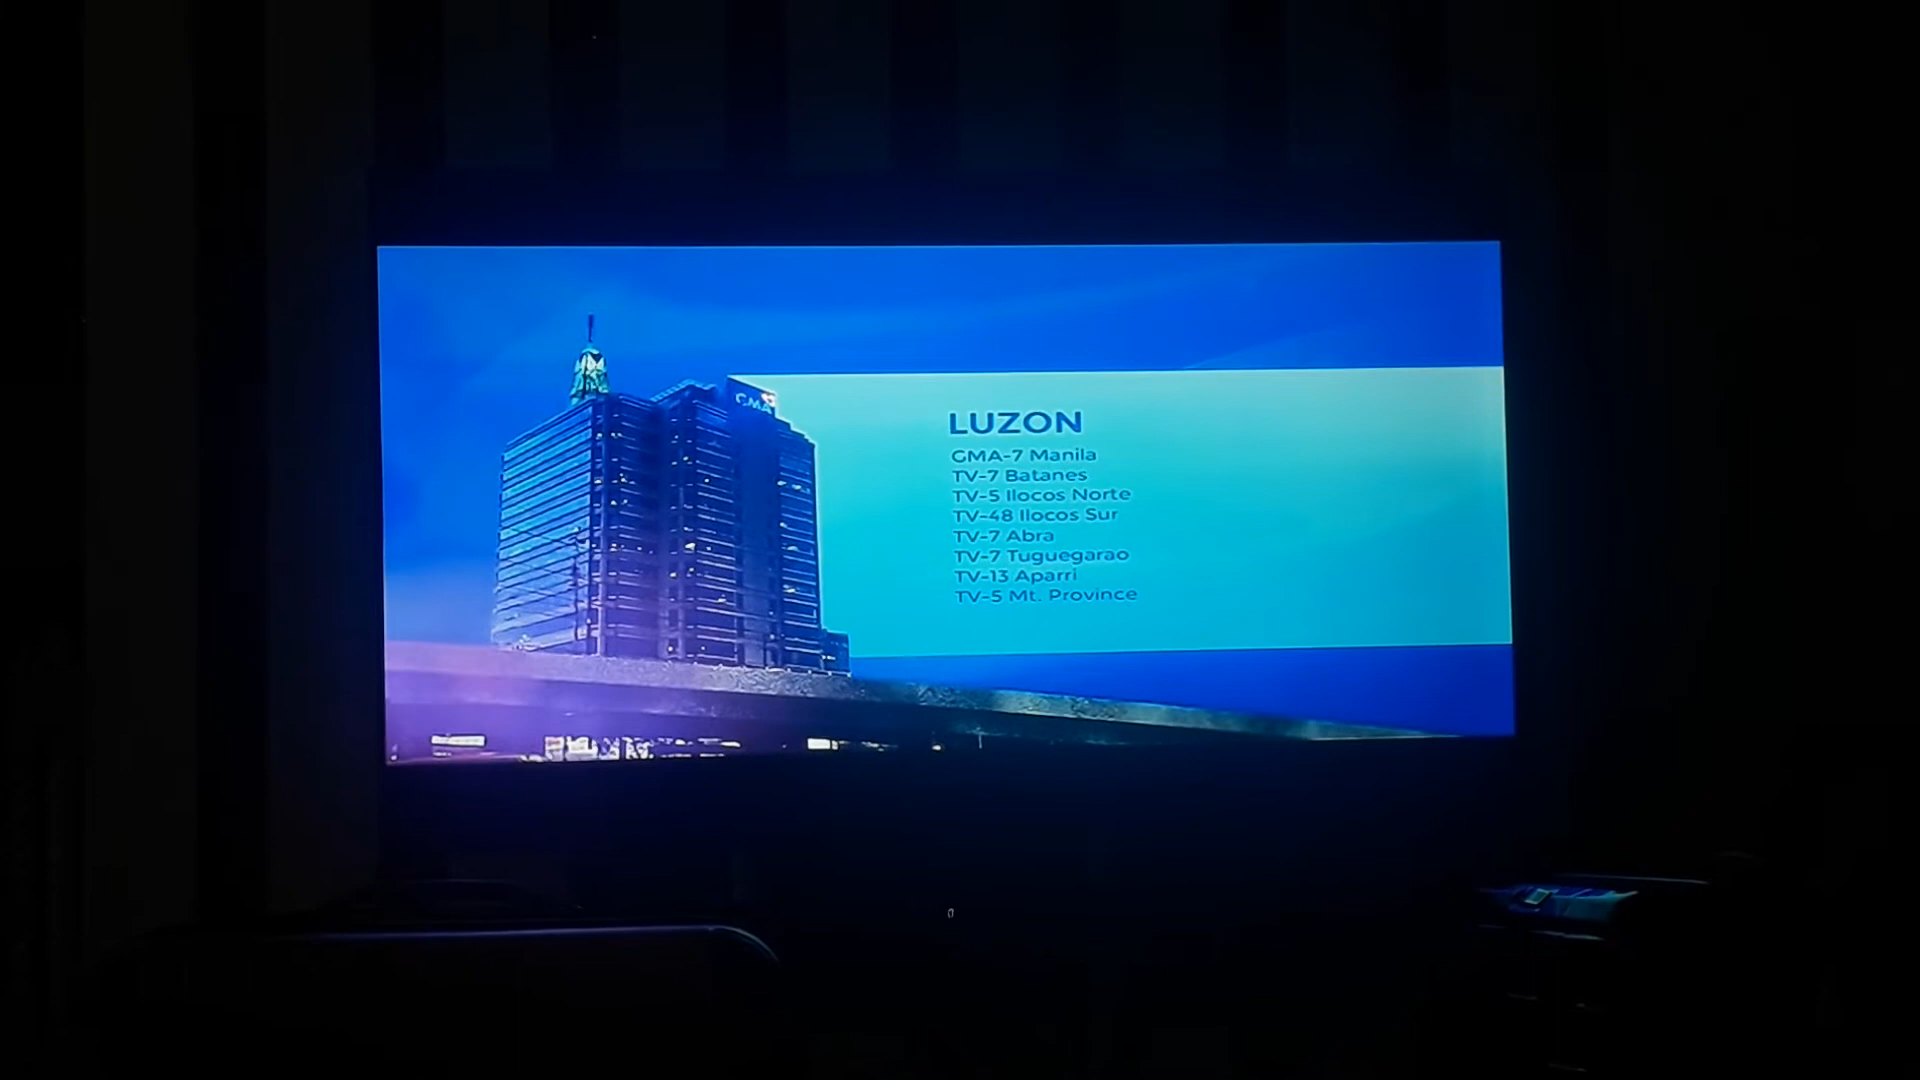 GMA
LUZON
GMA-7 Manila
TV-7 Batanes
TV-5 Ilocos Norte
TV-48 Ilocos Sur
TV-7 Abra
TV-7 Tuguegarao
TV-13 Aparri
TV-5 Mt. Province